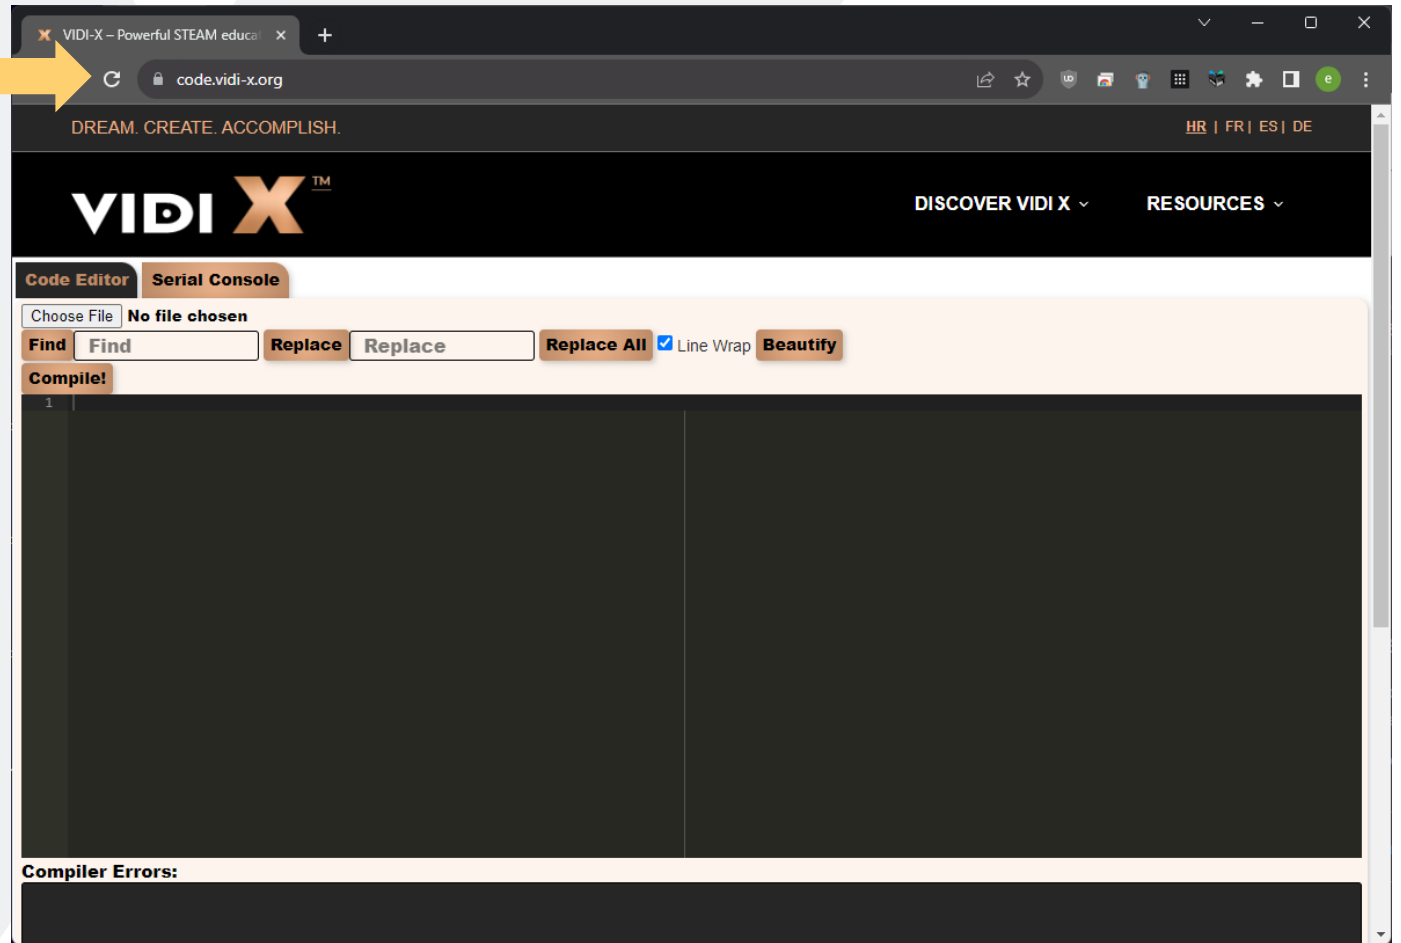 VIDI-X – Powerful STEAM educa
code.vidi-x.org
DREAM. CREATE. ACCOMPLISH.
HR | FR | ES | DE
VIDI X™
DISCOVER VIDI X
RESOURCES
Code Editor
Serial Console
Choose File No file chosen
Find Find Replace Replace Replace All Line Wrap Beautify
Compile!
1
Compiler Errors: